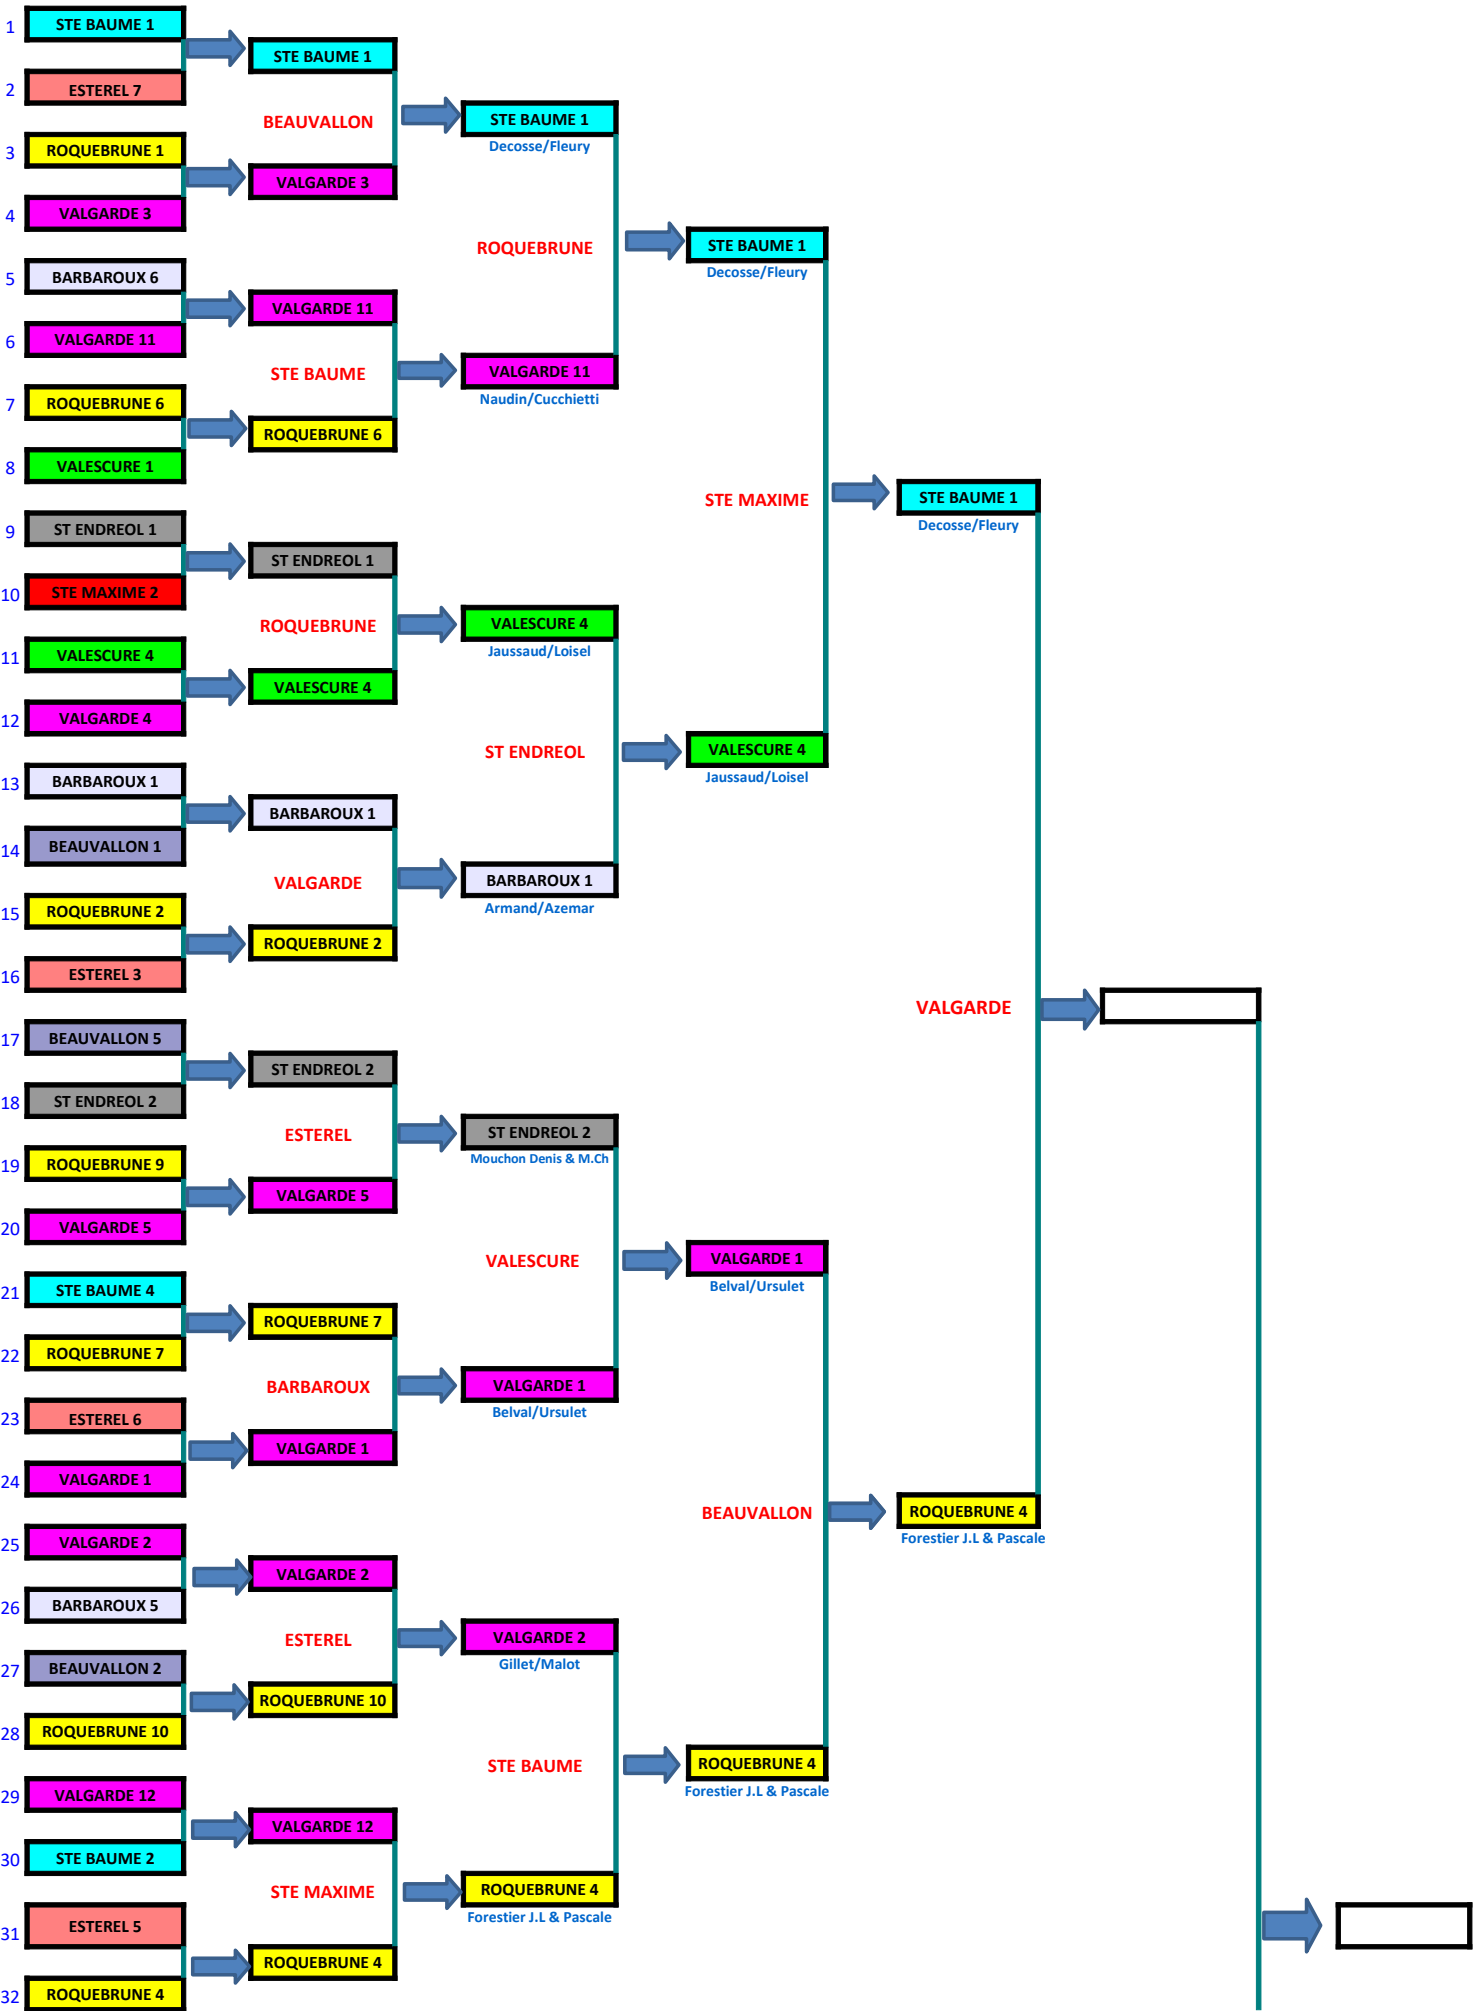 1
STE BAUME 1
STE BAUME 1
2
ESTEREL 7
BEAUVALLON
STE BAUME 1
Decosse/Fleury
3
ROQUEBRUNE 1
VALGARDE 3
4
VALGARDE 3
ROQUEBRUNE
STE BAUME 1
Decosse/Fleury
5
BARBAROUX 6
VALGARDE 11
6
VALGARDE 11
STE BAUME
VALGARDE 11
Naudin/Cucchietti
7
ROQUEBRUNE 6
ROQUEBRUNE 6
8
VALESCURE 1
STE MAXIME
STE BAUME 1
Decosse/Fleury
9
ST ENDREOL 1
ST ENDREOL 1
10
STE MAXIME 2
ROQUEBRUNE
VALESCURE 4
Jaussaud/Loisel
11
VALESCURE 4
VALESCURE 4
12
VALGARDE 4
ST ENDREOL
VALESCURE 4
Jaussaud/Loisel
13
BARBAROUX 1
BARBAROUX 1
14
BEAUVALLON 1
VALGARDE
BARBAROUX 1
Armand/Azemar
15
ROQUEBRUNE 2
ROQUEBRUNE 2
16
ESTEREL 3
VALGARDE
17
BEAUVALLON 5
ST ENDREOL 2
18
ST ENDREOL 2
ESTEREL
ST ENDREOL 2
Mouchon Denis & M.Ch
19
ROQUEBRUNE 9
VALGARDE 5
20
VALGARDE 5
VALESCURE
VALGARDE 1
Belval/Ursulet
21
STE BAUME 4
ROQUEBRUNE 7
22
ROQUEBRUNE 7
BARBAROUX
VALGARDE 1
Belval/Ursulet
23
ESTEREL 6
VALGARDE 1
24
VALGARDE 1
BEAUVALLON
ROQUEBRUNE 4
Forestier J.L & Pascale
25
VALGARDE 2
VALGARDE 2
26
BARBAROUX 5
ESTEREL
VALGARDE 2
Gillet/Malot
27
BEAUVALLON 2
ROQUEBRUNE 10
28
ROQUEBRUNE 10
STE BAUME
ROQUEBRUNE 4
Forestier J.L & Pascale
29
VALGARDE 12
VALGARDE 12
30
STE BAUME 2
STE MAXIME
ROQUEBRUNE 4
Forestier J.L & Pascale
31
ESTEREL 5
ROQUEBRUNE 4
32
ROQUEBRUNE 4